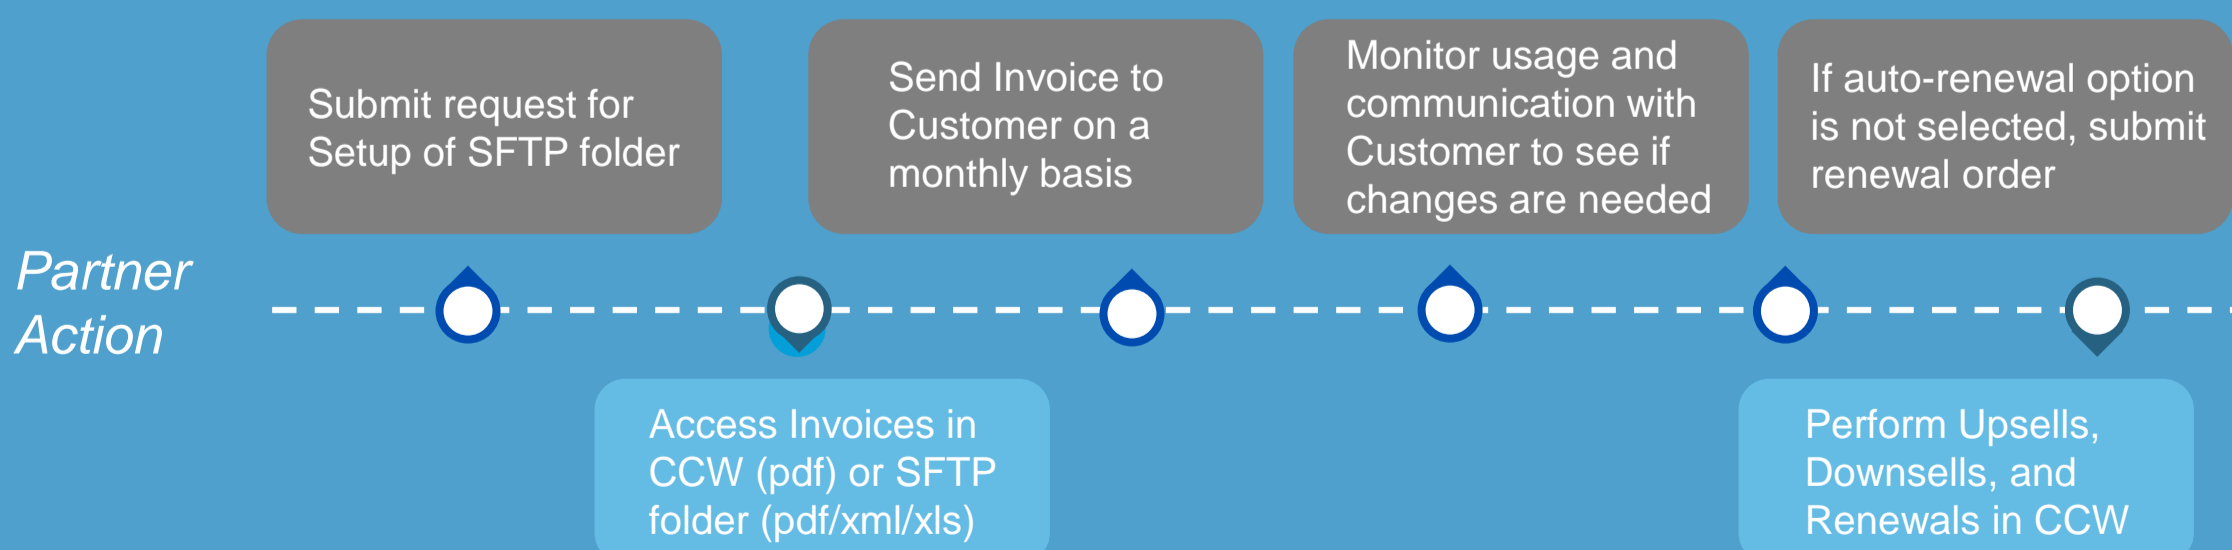 Submit request for
Setup of SFTP folder
Send Invoice to
Customer on a
monthly basis
Monitor usage and
communication with
Customer to see if
changes are needed
If auto-renewal option
is not selected, submit
renewal order
Partner
Action
Access Invoices in
CCW (pdf) or SFTP
folder (pdf/xml/xls)
Perform Upsells,
Downsells, and
Renewals in CCW